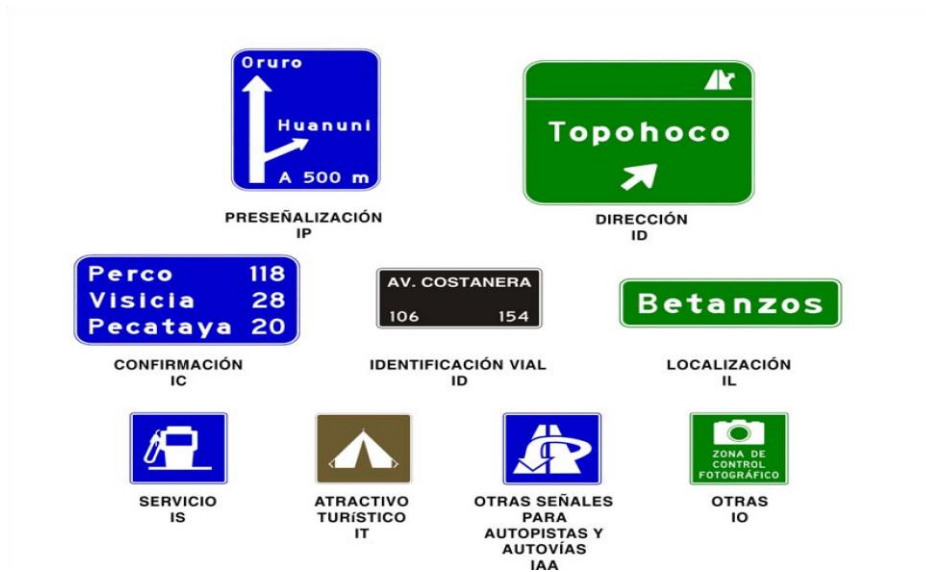 Oruro
Huanuni
A 500 m
PRESEÑALIZACIÓN
IP
Topohoco
DIRECCIÓN
ID
Perco 118
Visicia 28
Pecataya 20
CONFIRMACIÓN
IC
AV. COSTANERA
106 154
IDENTIFICACIÓN VIAL
ID
Betanzos
LOCALIZACIÓN
IL
SERVICIO
IS
ATRACTIVO
TURíSTICO
IT
OTRAS SEÑALES
PARA
AUTOPISTAS Y
AUTOVÍAS
IAA
ZONA DE
CONTROL
FOTOGRÁFICO
OTRAS
IO